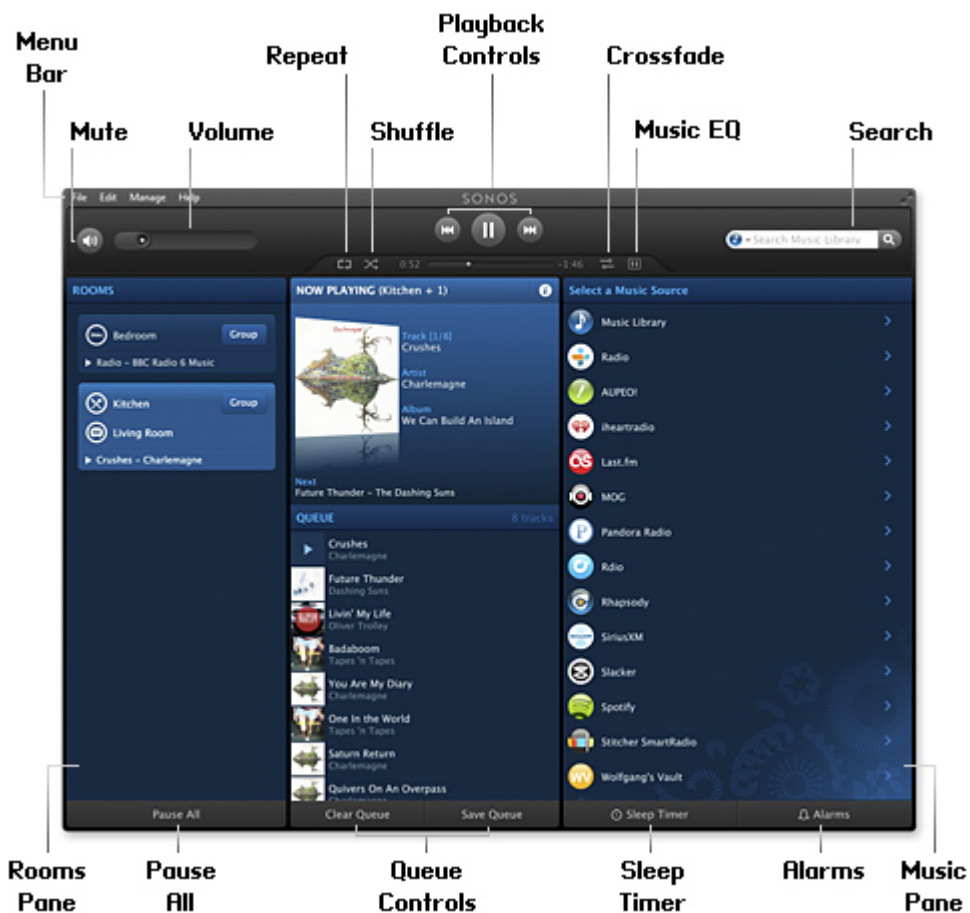 Playback
Controls
Menu
Bar
Repeat
Crossfade
Mute
Volume
Shuffle
Music EQ
Search
File Edit Manage Help
SONOS
Search Music Library
0:52
-1:46
ROOMS
Bedroom
Group
Radio - BBC Radio 6 Music
Kitchen
Group
Living Room
Crushes - Charlemagne
Pause All
NOW PLAYING (Kitchen + 1)
Track [1/8]
Crushes
Artist
Charlemagne
Album
We Can Build An Island
Next
Future Thunder - The Dashing Suns
QUEUE
8 tracks
Crushes
Charlemagne
Future Thunder
Dashing Suns
Livin' My Life
Oliver Trolley
Badaboom
Tapes 'n Tapes
You Are My Diary
Charlemagne
One In the World
Tapes 'n Tapes
Saturn Return
Charlemagne
Quivers On An Overpass
Charlemagne
Clear Queue
Save Queue
Select a Music Source
Music Library
Radio
AUPEO!
iheartradio
Last.fm
MOG
P Pandora Radio
Rdio
Rhapsody
SiriusXM
Slacker
Spotify
Stitcher SmartRadio
WV Wolfgang's Vault
Sleep Timer
Alarms
Rooms
Pane
Pause
All
Queue
Controls
Sleep
Timer
Alarms
Music
Pane